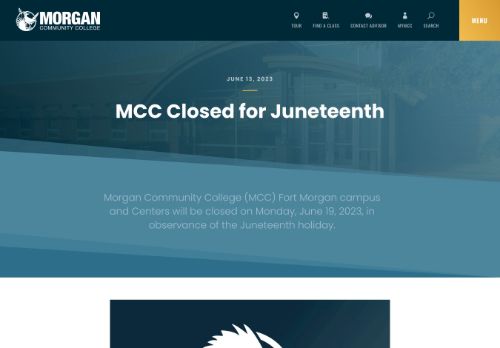 MORGAN
COMMUNITY COLLEGE
TOUR
FIND A CLASS
CONTACT ADVISOR
MYMCC
SEARCH
MENU
JUNE 13, 2023
MCC Closed for Juneteenth
Morgan Community College (MCC) Fort Morgan campus
and Centers will be closed on Monday, June 19, 2023, in
observance of the Juneteenth holiday.